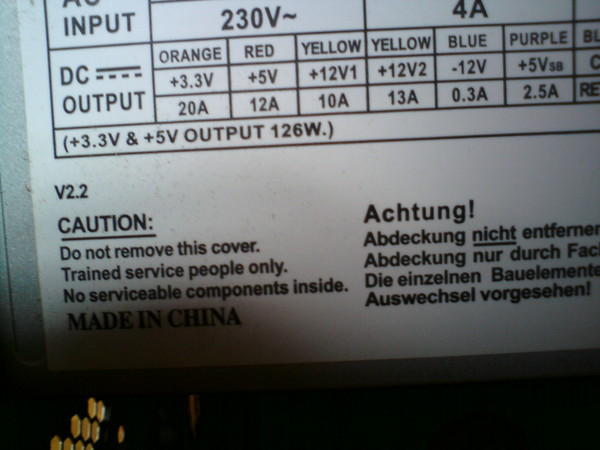 AC
INPUT 230V~ 4A
ORANGE RED YELLOW YELLOW BLUE PURPLE
DC +3.3V +5V +12V1 +12V2 -12V +5VSB
OUTPUT 20A 12A 10A 13A 0.3A 2.5A
(+3.3V & +5V OUTPUT 126W.)
V2.2
CAUTION:
Do not remove this cover.
Trained service people only.
No serviceable components inside.
MADE IN CHINA
Achtung!
Abdeckung nicht entfernen
Abdeckung nur durch
Die einzelnen Bauelemente
Auswechsel vorgesehen!